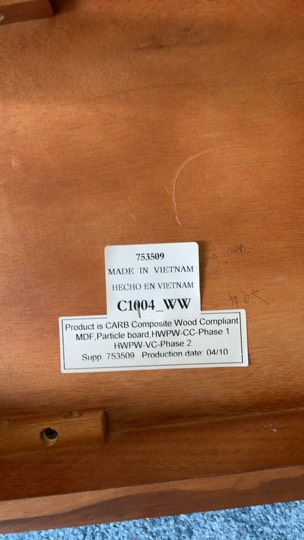 753509
MADE IN VIETNAM
HECHO EN VIETNAM
C1004_WW
Product is CARB Composite Wood Compliant
MDF,Particle board,HWPW-CC-Phase 1
HWPW-VC-Phase 2
Supp. 753509 Production date: 04/10